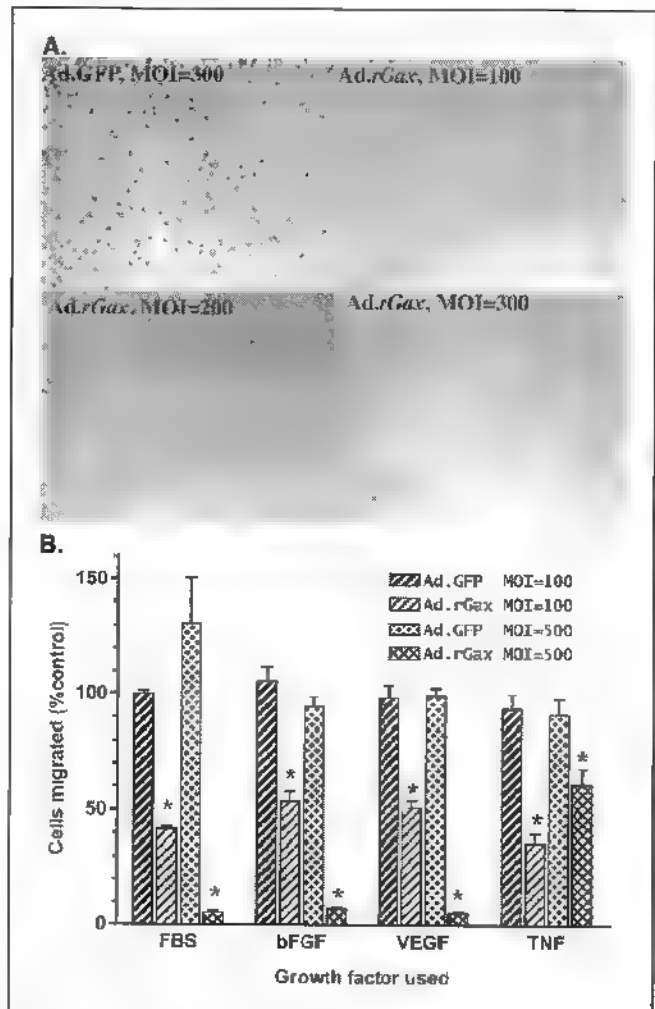 A.
Ad.GFP, MOI=300 Ad.rGax, MOI=100
Ad.rGax, MOI=200 Ad.rGax, MOI=300
B.
Ad.GFP MOI=100
Ad.rGax MOI=100
Ad.GFP MOI=500
Ad.rGax MOI=500
Cells migrated (%control)
150
100
50
0
* * * * * * * *
FBS bFGF VEGF TNF
Growth factor used